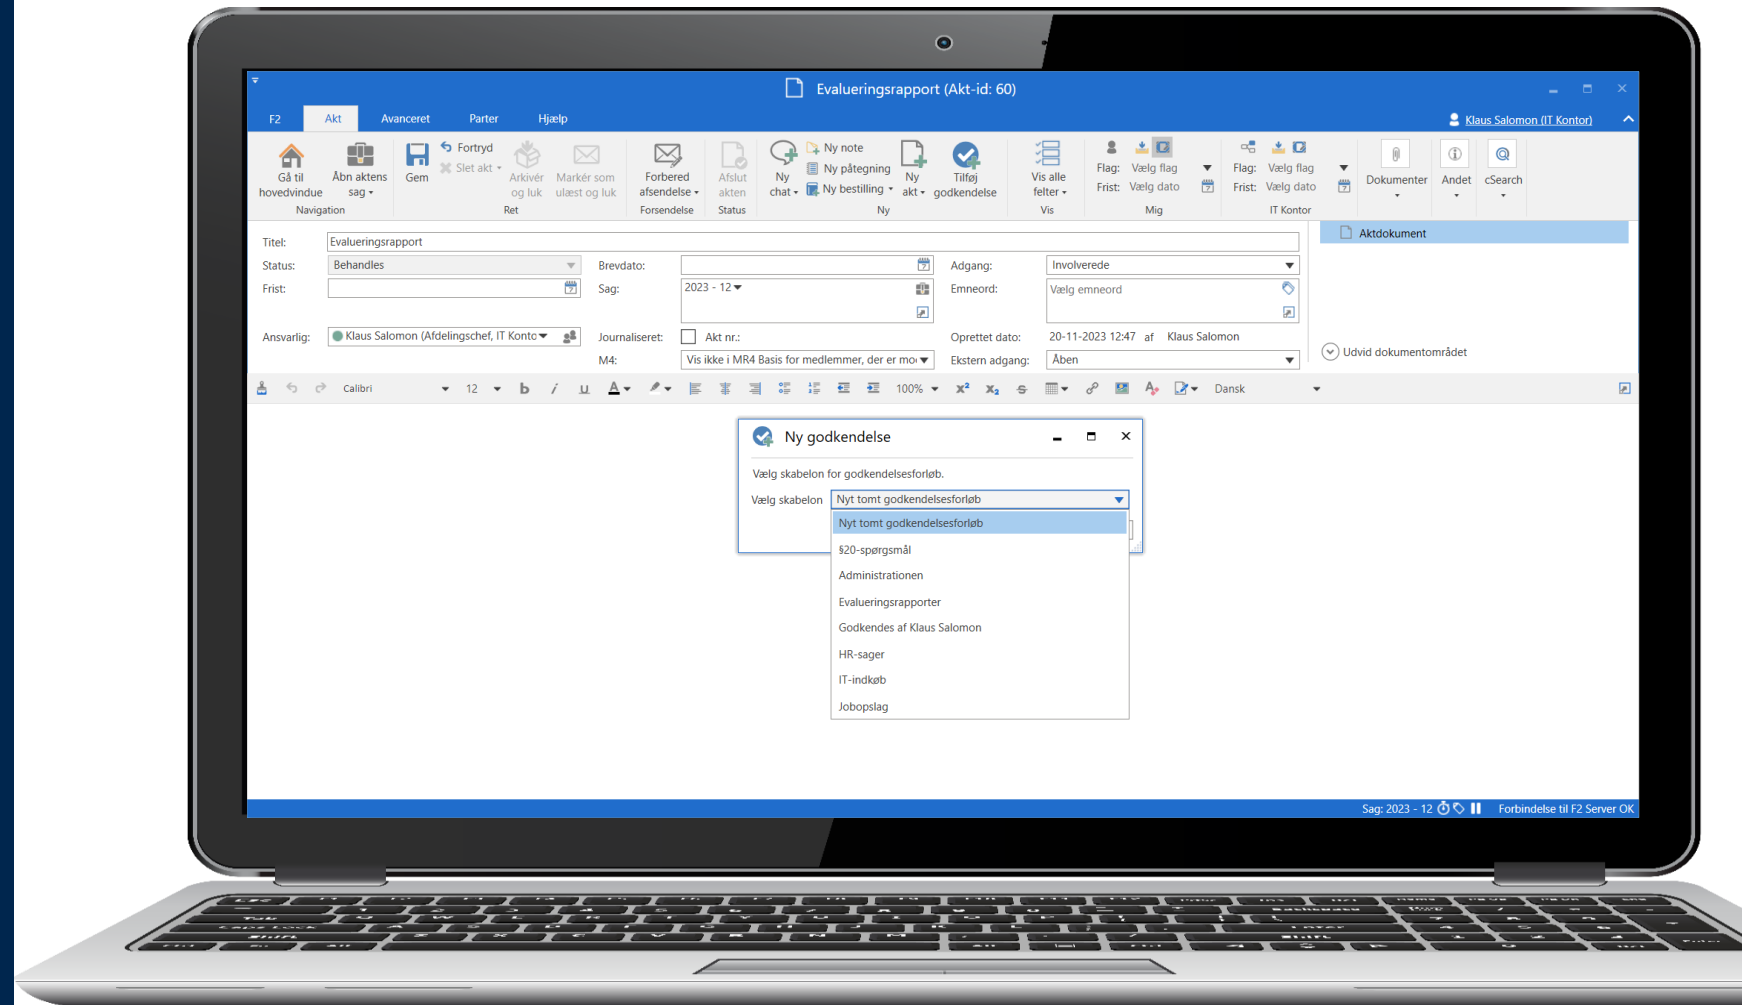 Evalueringsrapport (Akt-id: 60)
F2 Akt Avanceret Parter Hjælp Klaus Salomon (IT Kontor)
Gå til hovedvindue
Åbn aktens sag
Navigation
Gem
Fortryd
Slet akt
Arkivér og luk
Markér som ulæst og luk
Ret
Forbered afsendelse
Forsendelse
Afslut akten
Status
Ny chat
Ny note
Ny påtegning
Ny bestilling
Ny akt
Tilføj godkendelse
Ny
Vis alle felter
Vis
Flag: Vælg flag
Frist: Vælg dato
Mig
Flag: Vælg flag
Frist: Vælg dato
IT Kontor
Dokumenter
Andet
cSearch
Titel: Evalueringsrapport
Aktdokument
Status: Behandles Brevdato: Adgang: Involverede
Frist: Sag: 2023 - 12 Emneord: Vælg emneord
Ansvarlig: Klaus Salomon (Afdelingschef, IT Konto Journaliseret: Akt nr.: Oprettet dato: 20-11-2023 12:47 af Klaus Salomon
M4: Vis ikke i MR4 Basis for medlemmer, der er mo Ekstern adgang: Åben
Udvid dokumentområdet
Calibri 12 b i u A 100% x² x₂ S Dansk
Ny godkendelse
Vælg skabelon for godkendelsesforløb.
Vælg skabelon Nyt tomt godkendelsesforløb
Nyt tomt godkendelsesforløb
§20-spørgsmål
Administrationen
Evalueringsrapporter
Godkendes af Klaus Salomon
HR-sager
IT-indkøb
Jobopslag
Sag: 2023 - 12 Forbindelse til F2 Server OK